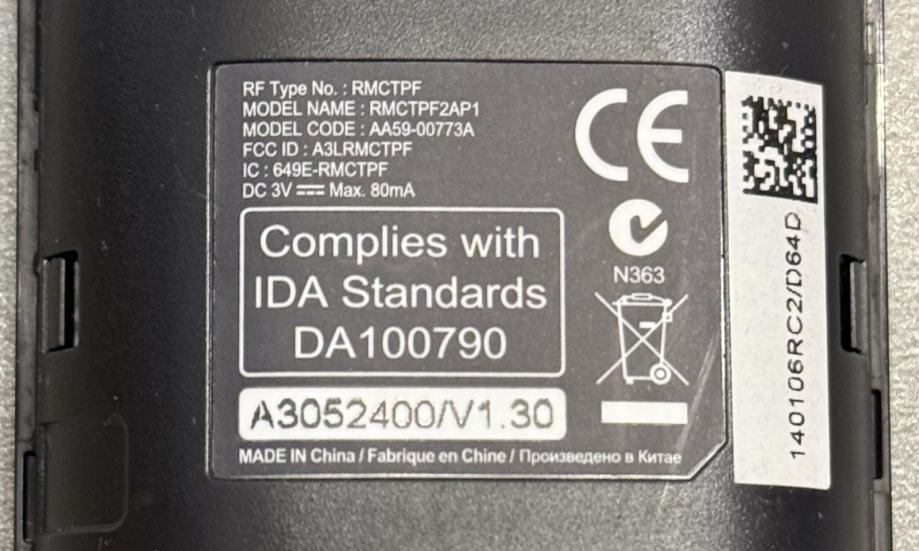 RF Type No. : RMCTPF
MODEL NAME : RMCTPF2AP1
MODEL CODE : AA59-00773A
FCC ID : A3LRMCTPF
IC : 649E-RMCTPF
DC 3V Max. 80mA
CE
N363
Complies with
IDA Standards
DA100790
A3052400/V1.30
MADE IN China / Fabrique en Chine / Произведено в Китае
140106RC2/D64D